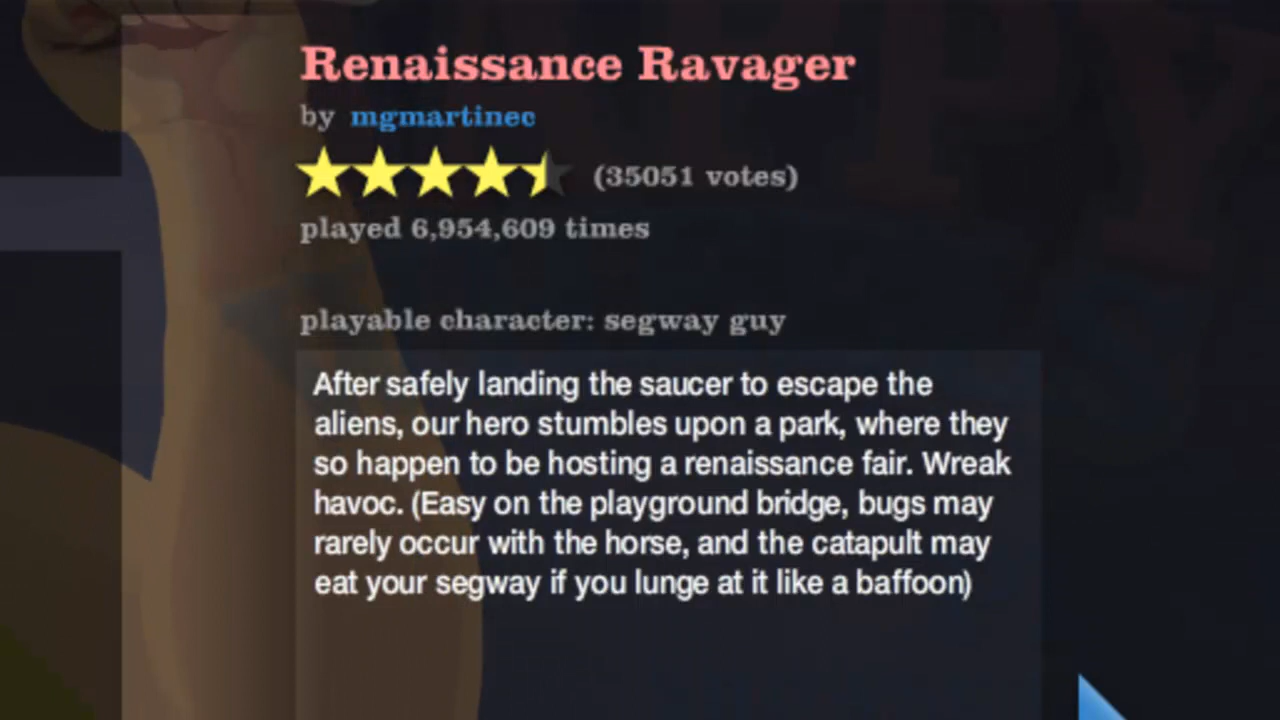 Renaissance Ravager
by mgmartinec
(35051 votes)
played 6,954,609 times
playable character: segway guy
After safely landing the saucer to escape the
aliens, our hero stumbles upon a park, where they
so happen to be hosting a renaissance fair. Wreak
havoc. (Easy on the playground bridge, bugs may
rarely occur with the horse, and the catapult may
eat your segway if you lunge at it like a baffoon)